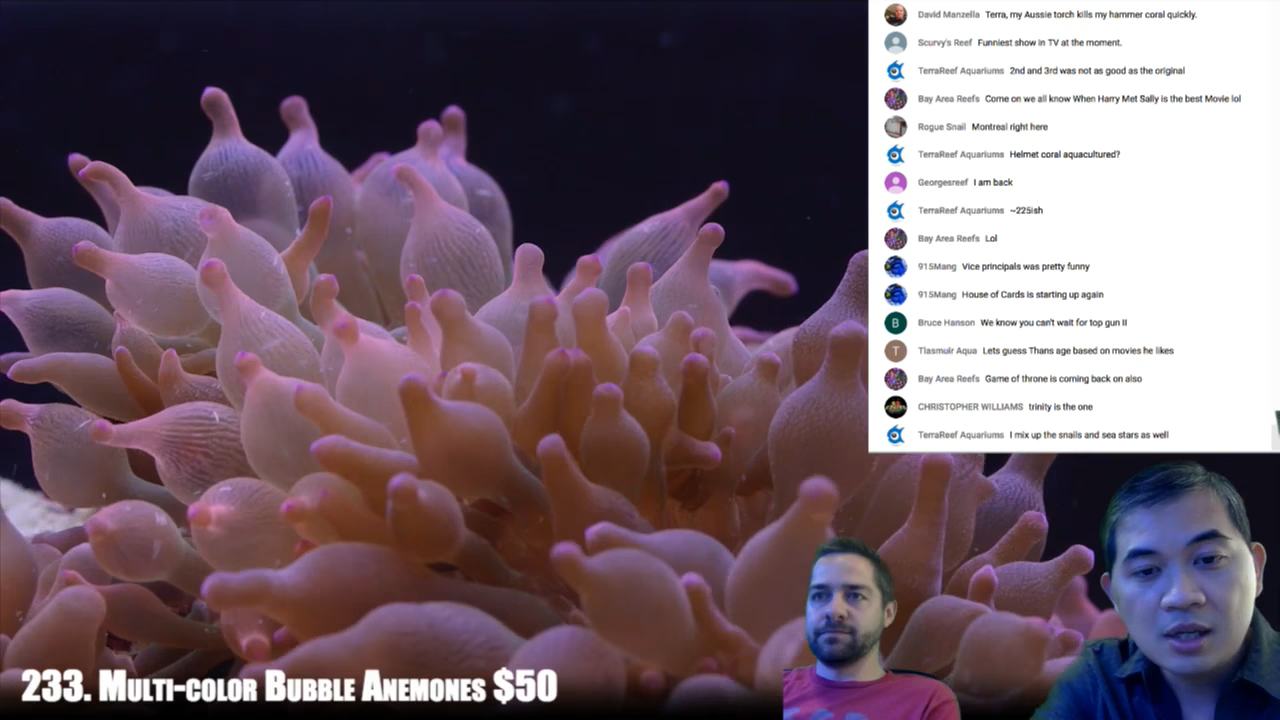 David Manzella Terra, my Aussie torch kills my hammer coral quickly.
Scurvy's Reef Funniest show in TV at the moment.
TerraReef Aquariums 2nd and 3rd was not as good as the original
Bay Area Reefs Come on we all know When Harry Met Sally is the best Movie lol
Rogue Snail Montreal right here
TerraReef Aquariums Helmet coral aquacultured?
Georgesreef I am back
TerraReef Aquariums ~225ish
Bay Area Reefs Lol
915Mang Vice principals was pretty funny
915Mang House of Cards is starting up again
B Bruce Hanson We know you can't wait for top gun II
T Tlasmuir Aqua Lets guess Thans age based on movies he likes
Bay Area Reefs Game of throne is coming back on also
CHRISTOPHER WILLIAMS trinity is the one
TerraReef Aquariums I mix up the snails and sea stars as well
233. MULTI-COLOR BUBBLE ANEMONES $50